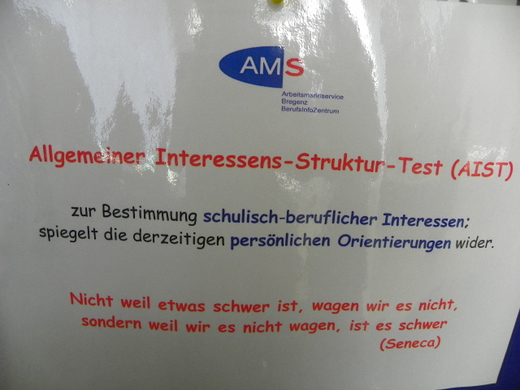 AMS
Arbeitsmarktservice
Bregenz
BerufsInfoZentrum
Allgemeiner Interessens-Struktur-Test (AIST)
zur Bestimmung schulisch-beruflicher Interessen;
spiegelt die derzeitigen persönlichen Orientierungen wider.
Nicht weil etwas schwer ist, wagen wir es nicht,
sondern weil wir es nicht wagen, ist es schwer
(Seneca)